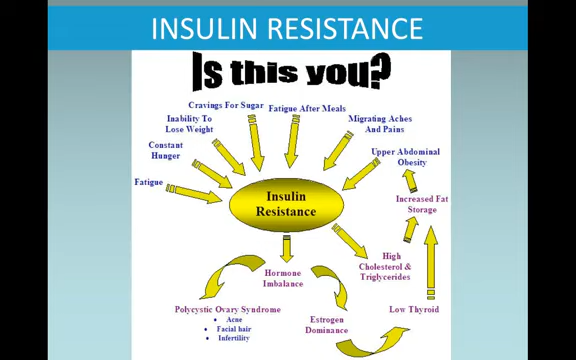 INSULIN RESISTANCE
Is this you?
Cravings For Sugar
Fatigue After Meals
Inability To
Lose Weight
Migrating Aches
And Pains
Constant
Hunger
Upper Abdominal
Obesity
Fatigue
Insulin
Resistance
Increased Fat
Storage
High
Cholesterol &
Triglycerides
Hormone
Imbalance
Polycystic Ovary Syndrome
• Acne
• Facial hair
• Infertility
Estrogen
Dominance
Low Thyroid